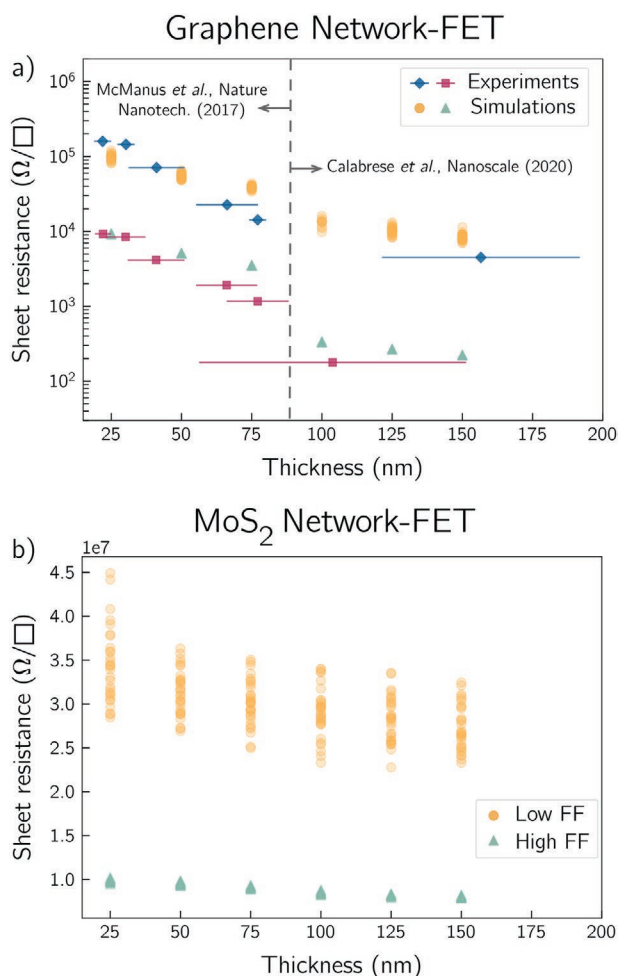 Graphene Network-FET
a)
McManus et al., Nature
Nanotech. (2017)
Calabrese et al., Nanoscale (2020)
Experiments
Simulations
10^6
10^5
10^4
10^3
10^2
Sheet resistance (Ω/□)
25 50 75 100 125 150 175 200
Thickness (nm)
MoS₂ Network-FET
b)
1e7
4.5
4.0
3.5
3.0
2.5
2.0
1.5
1.0
Sheet resistance (Ω/□)
Low FF
High FF
25 50 75 100 125 150 175 200
Thickness (nm)